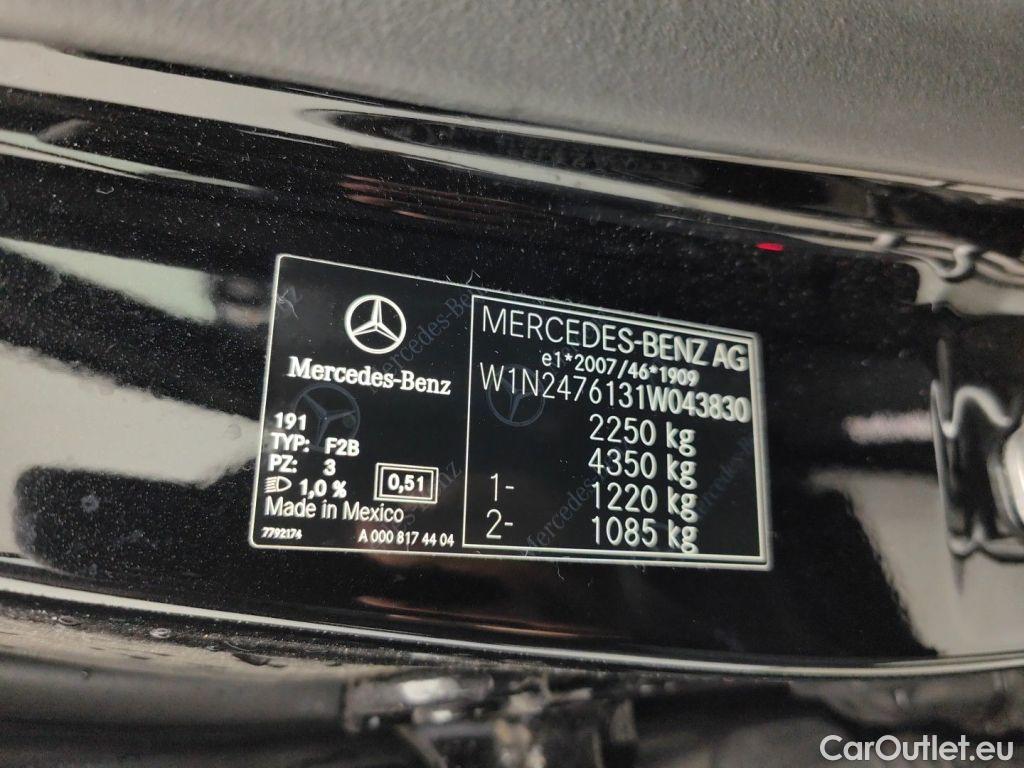 Mercedes-Benz
191
TYP: F2B
PZ: 3
1,0 %
0,51
Made in Mexico
7792174 A 000 817 44 04
MERCEDES-BENZ AG
e1*2007/46*1909
W1N2476131W043830
2250 kg
4350 kg
1- 1220 kg
2- 1085 kg
Mercedes-Benz
CarOutlet.eu